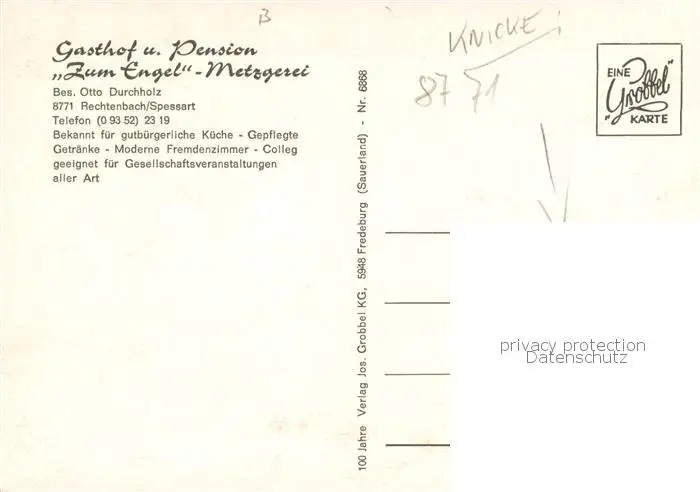 B
Gasthof u. Pension
„Zum Engel“ - Metzgerei
Bes. Otto Durchholz
8771 Rechtenbach/Spessart
Telefon (0 93 52) 23 19
Bekannt für gutbürgerliche Küche - Gepflegte
Getränke - Moderne Fremdenzimmer - Colleg
geeignet für Gesellschaftsveranstaltungen
aller Art
100 Jahre Verlag Jos. Grobbel KG, 5948 Fredeburg (Sauerland) - Nr. 6868
KNICKE
8771
EINE
„Grobbel“
KARTE
privacy protection
Datenschutz